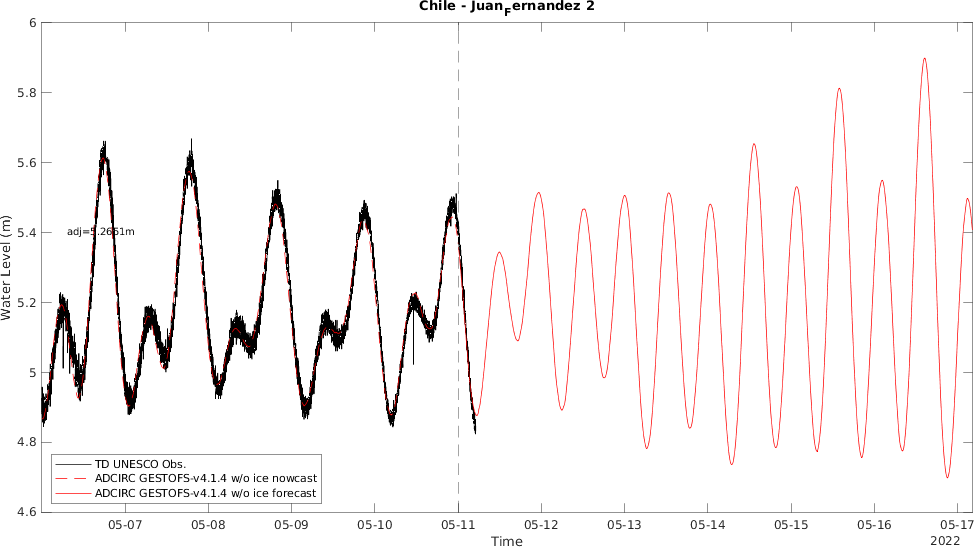 Chile - Juan_Fernandez 2
Water Level (m)
6
5.8
5.6
5.4
5.2
5
4.8
4.6
adj=5.2661m
TD UNESCO Obs.
ADCIRC GESTOFS-v4.1.4 w/o ice nowcast
ADCIRC GESTOFS-v4.1.4 w/o ice forecast
05-07 05-08 05-09 05-10 05-11 05-12 05-13 05-14 05-15 05-16 05-17
Time
2022